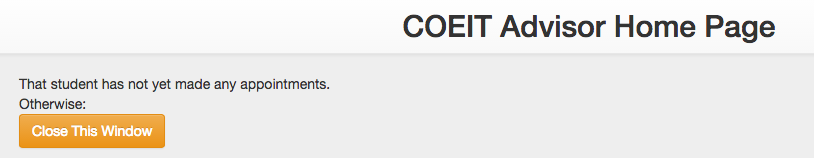 COEIT Advisor Home Page
That student has not yet made any appointments.
Otherwise:
Close This Window